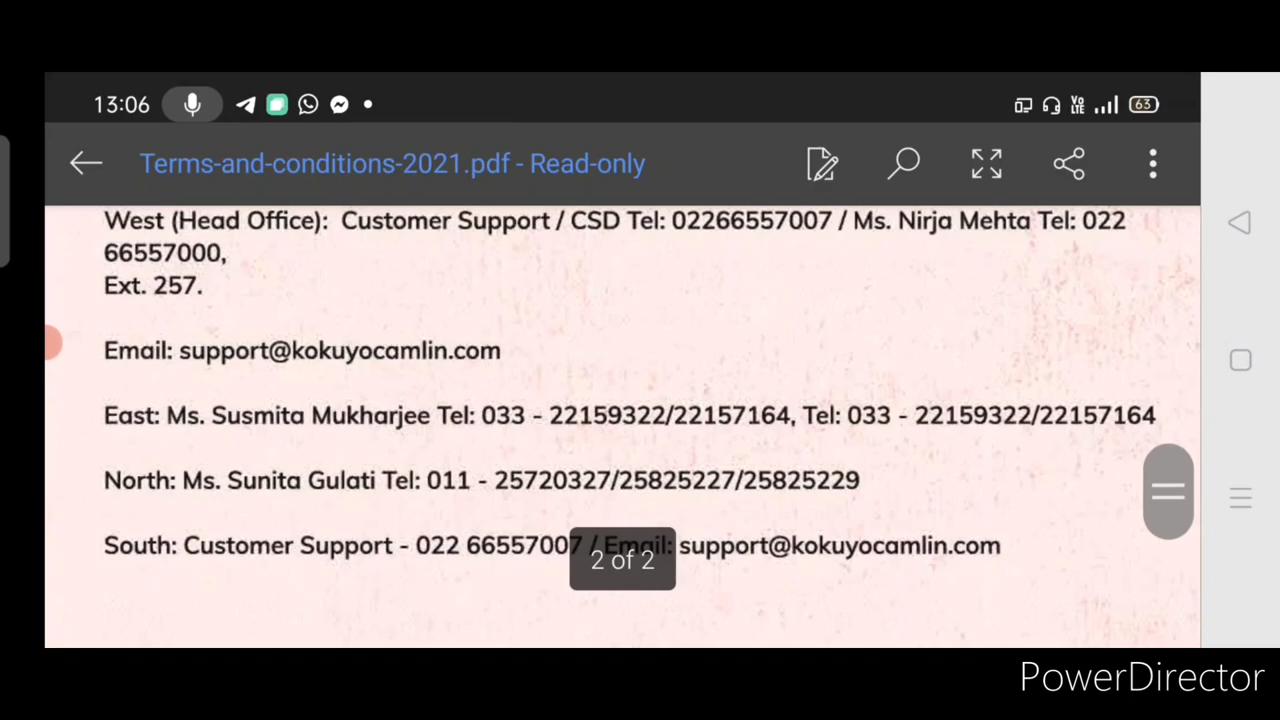 13:06
VO LTE
63
Terms-and-conditions-2021.pdf - Read-only
West (Head Office): Customer Support / CSD Tel: 02266557007 / Ms. Nirja Mehta Tel: 022
66557000,
Ext. 257.
Email: support@kokuyocamlin.com
East: Ms. Susmita Mukharjee Tel: 033 - 22159322/22157164, Tel: 033 - 22159322/22157164
North: Ms. Sunita Gulati Tel: 011 - 25720327/25825227/25825229
South: Customer Support - 022 66557007 / Email: support@kokuyocamlin.com
2 of 2
PowerDirector